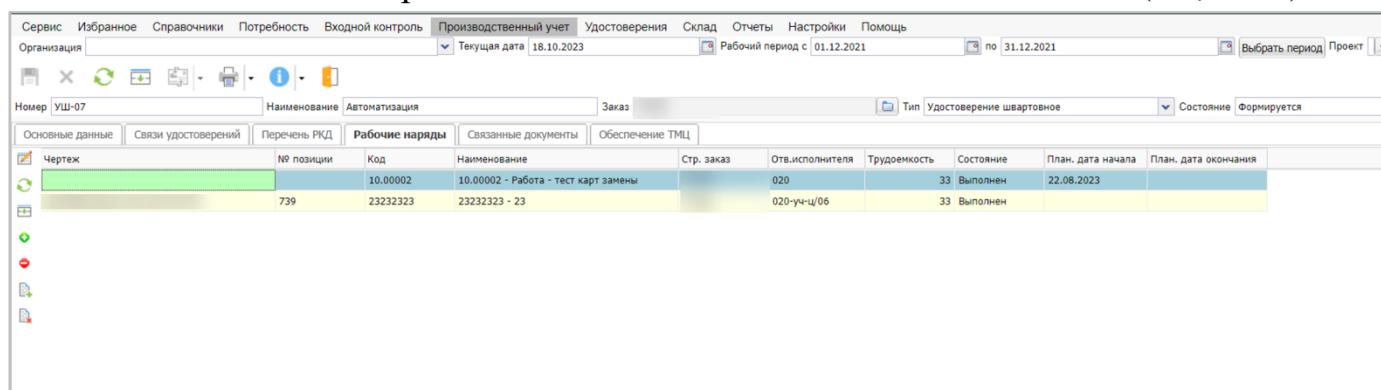 Сервис Избранное Справочники Потребность Входной контроль Производственный учет Удостоверения Склад Отчеты Настройки Помощь
Организация Текущая дата 18.10.2023 Рабочий период с 01.12.2021 по 31.12.2021 Выбрать период Проект
Номер УШ-07 Наименование Автоматизация Заказ Тип Удостоверение швартовное Состояние Формируется
Основные данные Связи удостоверений Перечень РКД Рабочие наряды Связанные документы Обеспечение ТМЦ
Чертеж № позиции Код Наименование Стр. заказ Отв.исполнителя Трудоемкость Состояние План. дата начала План. дата окончания
10.00002 10.00002 - Работа - тест карт замены 020 33 Выполнен 22.08.2023
739 23232323 23232323 - 23 020-уч-ц/06 33 Выполнен